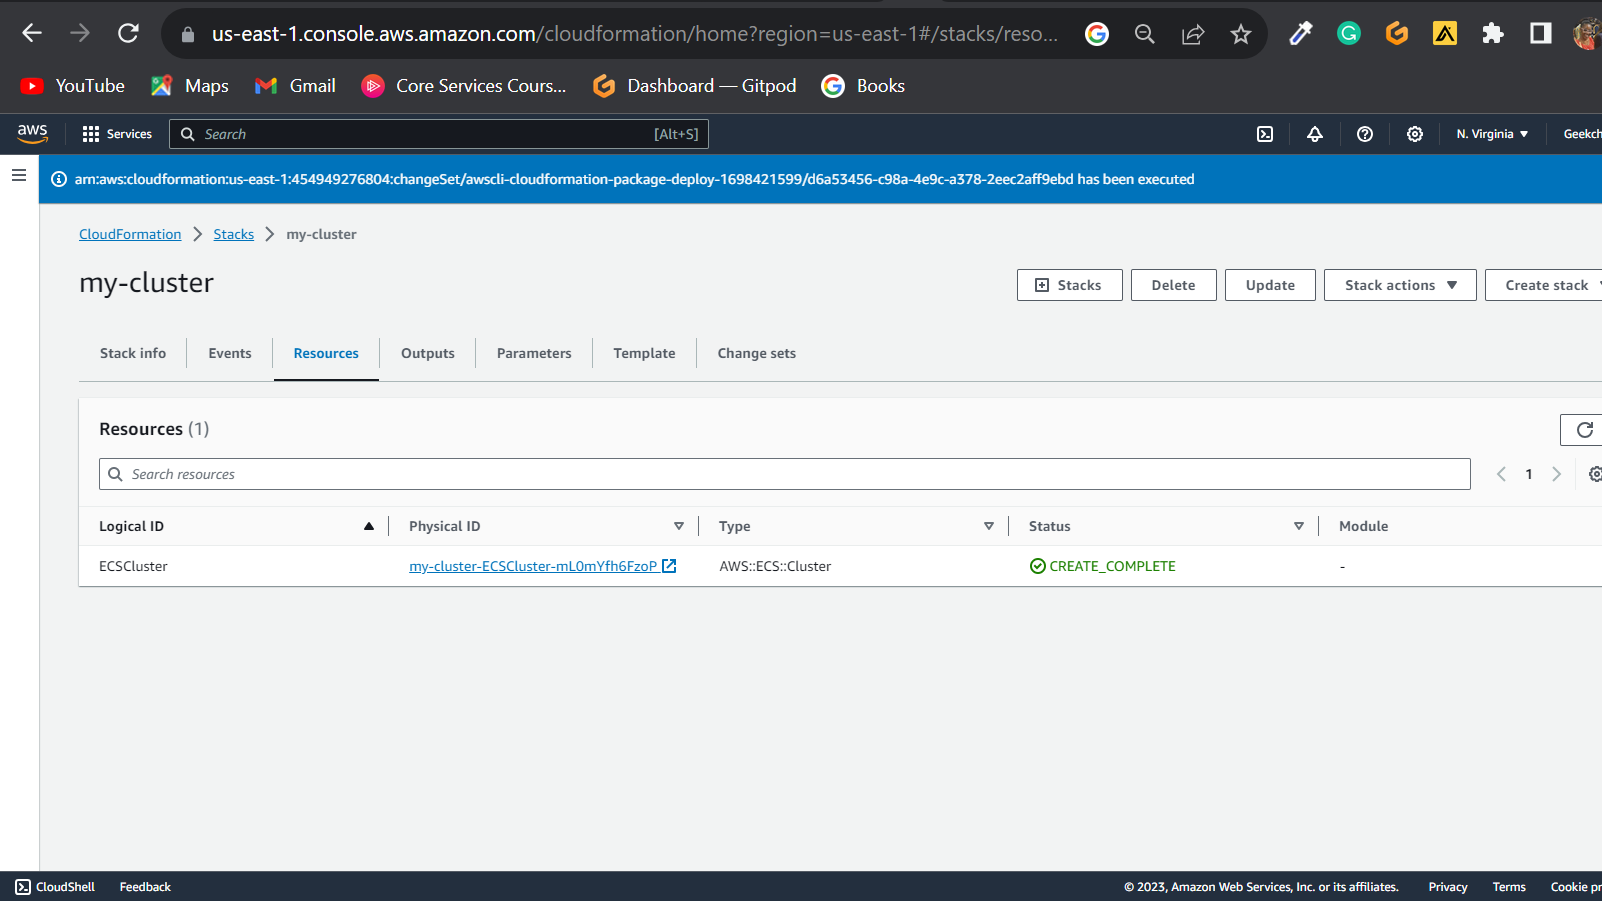 us-east-1.console.aws.amazon.com/cloudformation/home?region=us-east-1#/stacks/reso...
YouTube Maps Gmail Core Services Cours... Dashboard — Gitpod Books
aws Services Search [Alt+S] N. Virginia Geekch
arn:aws:cloudformation:us-east-1:454949276804:changeSet/awscli-cloudformation-package-deploy-1698421599/d6a53456-c98a-4e9c-a378-2eec2aff9ebd has been executed
CloudFormation Stacks my-cluster
my-cluster Stacks Delete Update Stack actions Create stack
Stack info Events Resources Outputs Parameters Template Change sets
Resources (1)
Search resources 1
Logical ID Physical ID Type Status Module
ECSCluster my-cluster-ECSCluster-mL0mYfh6FzoP AWS::ECS::Cluster CREATE_COMPLETE -
CloudShell Feedback © 2023, Amazon Web Services, Inc. or its affiliates. Privacy Terms Cookie pr